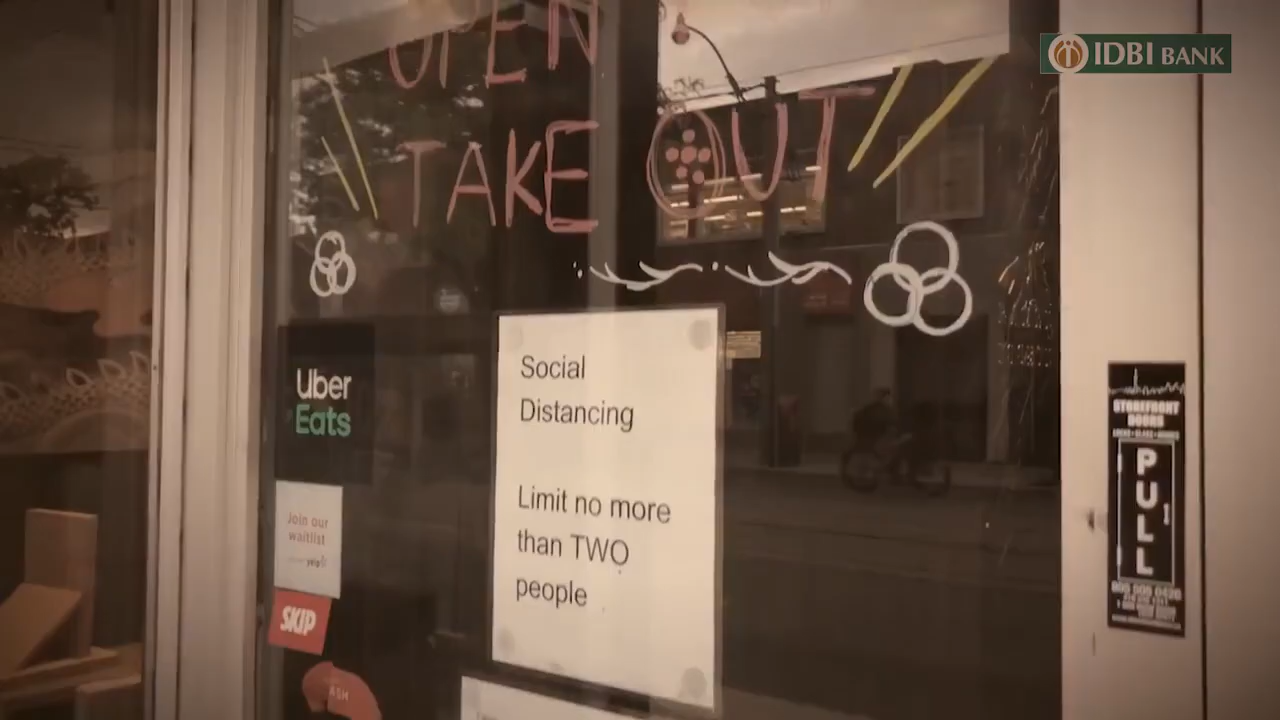 OPEN
TAKE OUT
IDBI BANK
Social
Distancing
Limit no more
than TWO
people
Uber
Eats
Join our
waitlist
yelp
SKIP
STOREFRONT
DOORS
PULL